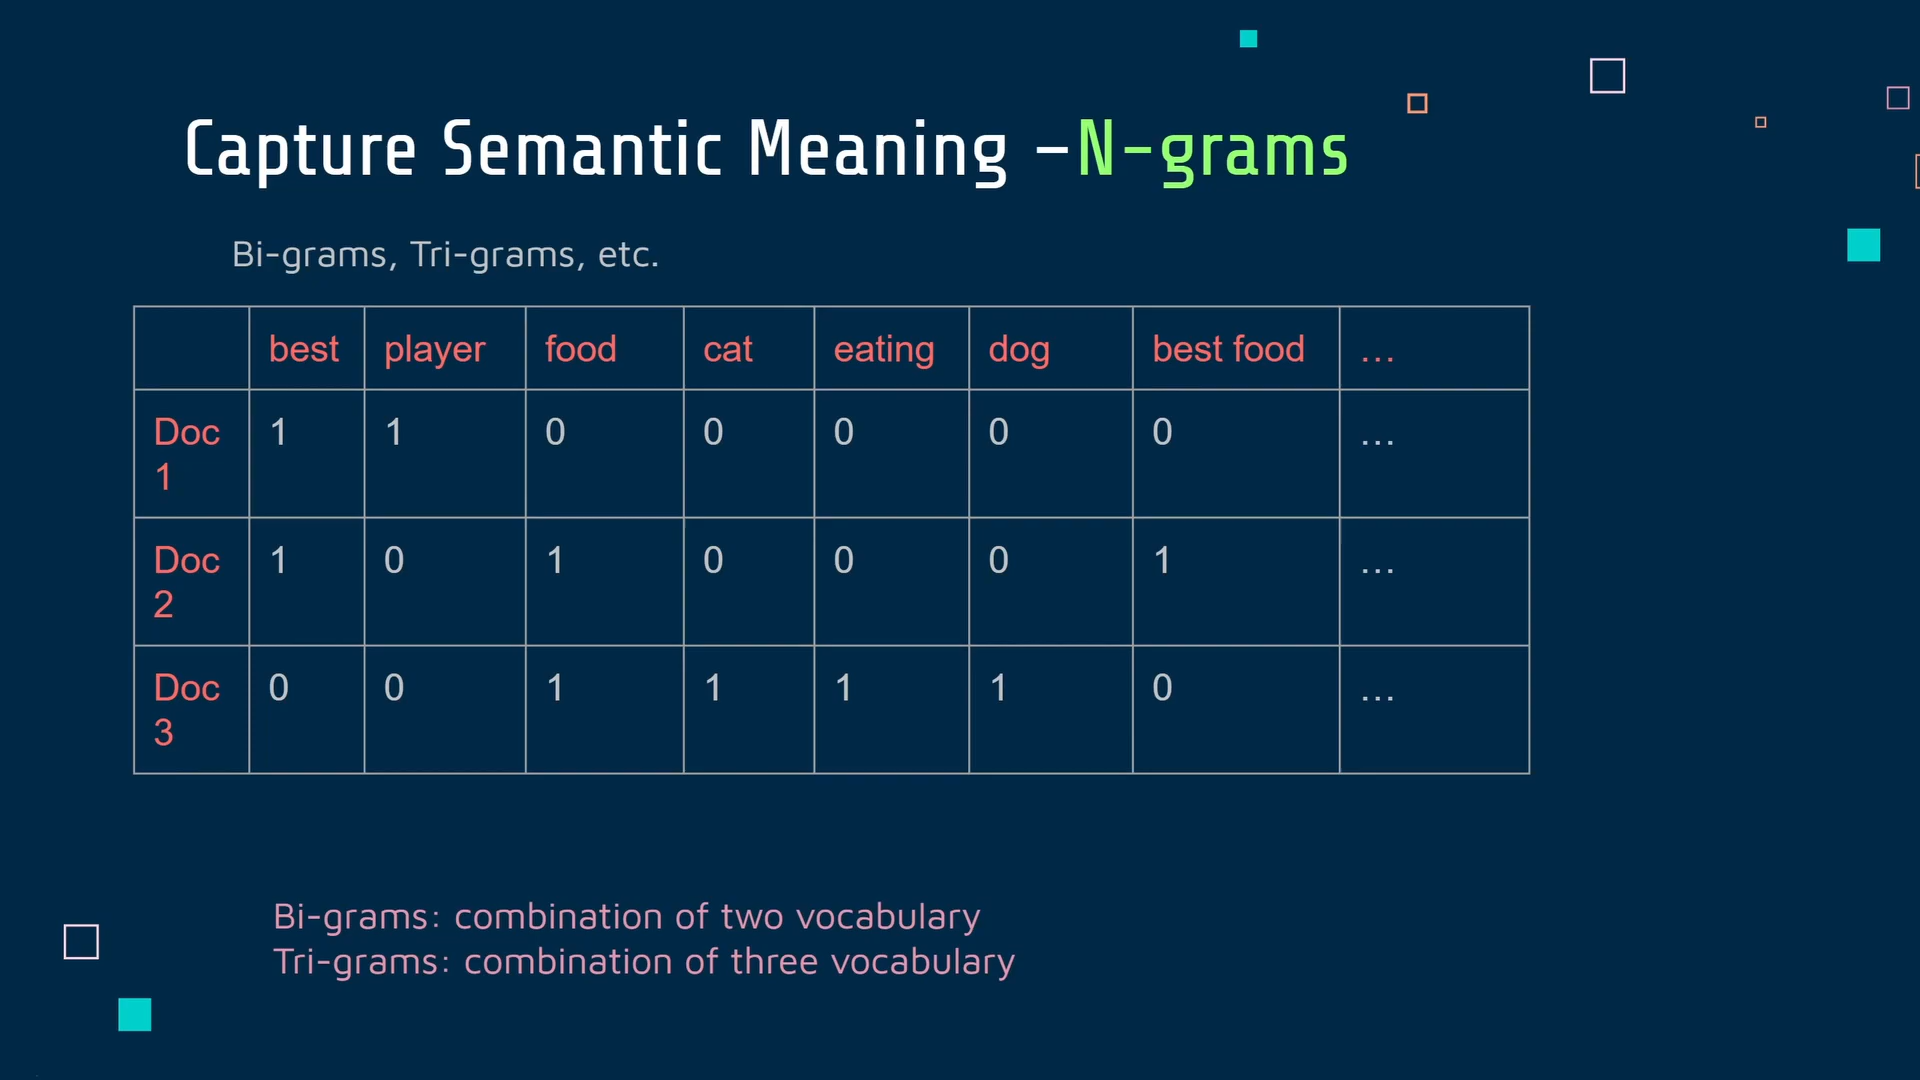 Capture Semantic Meaning –N-grams
Bi-grams, Tri-grams, etc.
best player food cat eating dog best food ...
Doc 1 1 1 0 0 0 0 0 ...
Doc 2 1 0 1 0 0 0 1 ...
Doc 3 0 0 1 1 1 1 0 ...
Bi-grams: combination of two vocabulary
Tri-grams: combination of three vocabulary